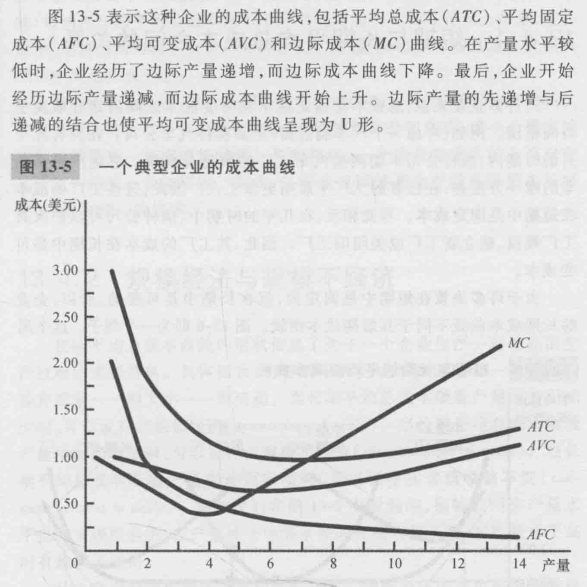 图 13-5 表示这种企业的成本曲线,包括平均总成本(ATC)、平均固定
成本(AFC)、平均可变成本(AVC)和边际成本(MC)曲线。在产量水平较
低时,企业经历了边际产量递增,而边际成本曲线下降。最后,企业开始
经历边际产量递减,而边际成本曲线开始上升。边际产量的先递增与后
递减的结合也使平均可变成本曲线呈现为 U 形。
图 13-5 一个典型企业的成本曲线
成本(美元)
3.00
2.50
2.00
MC
1.50
ATC
AVC
1.00
0.50
AFC
0 2 4 6 8 10 12 14 产量